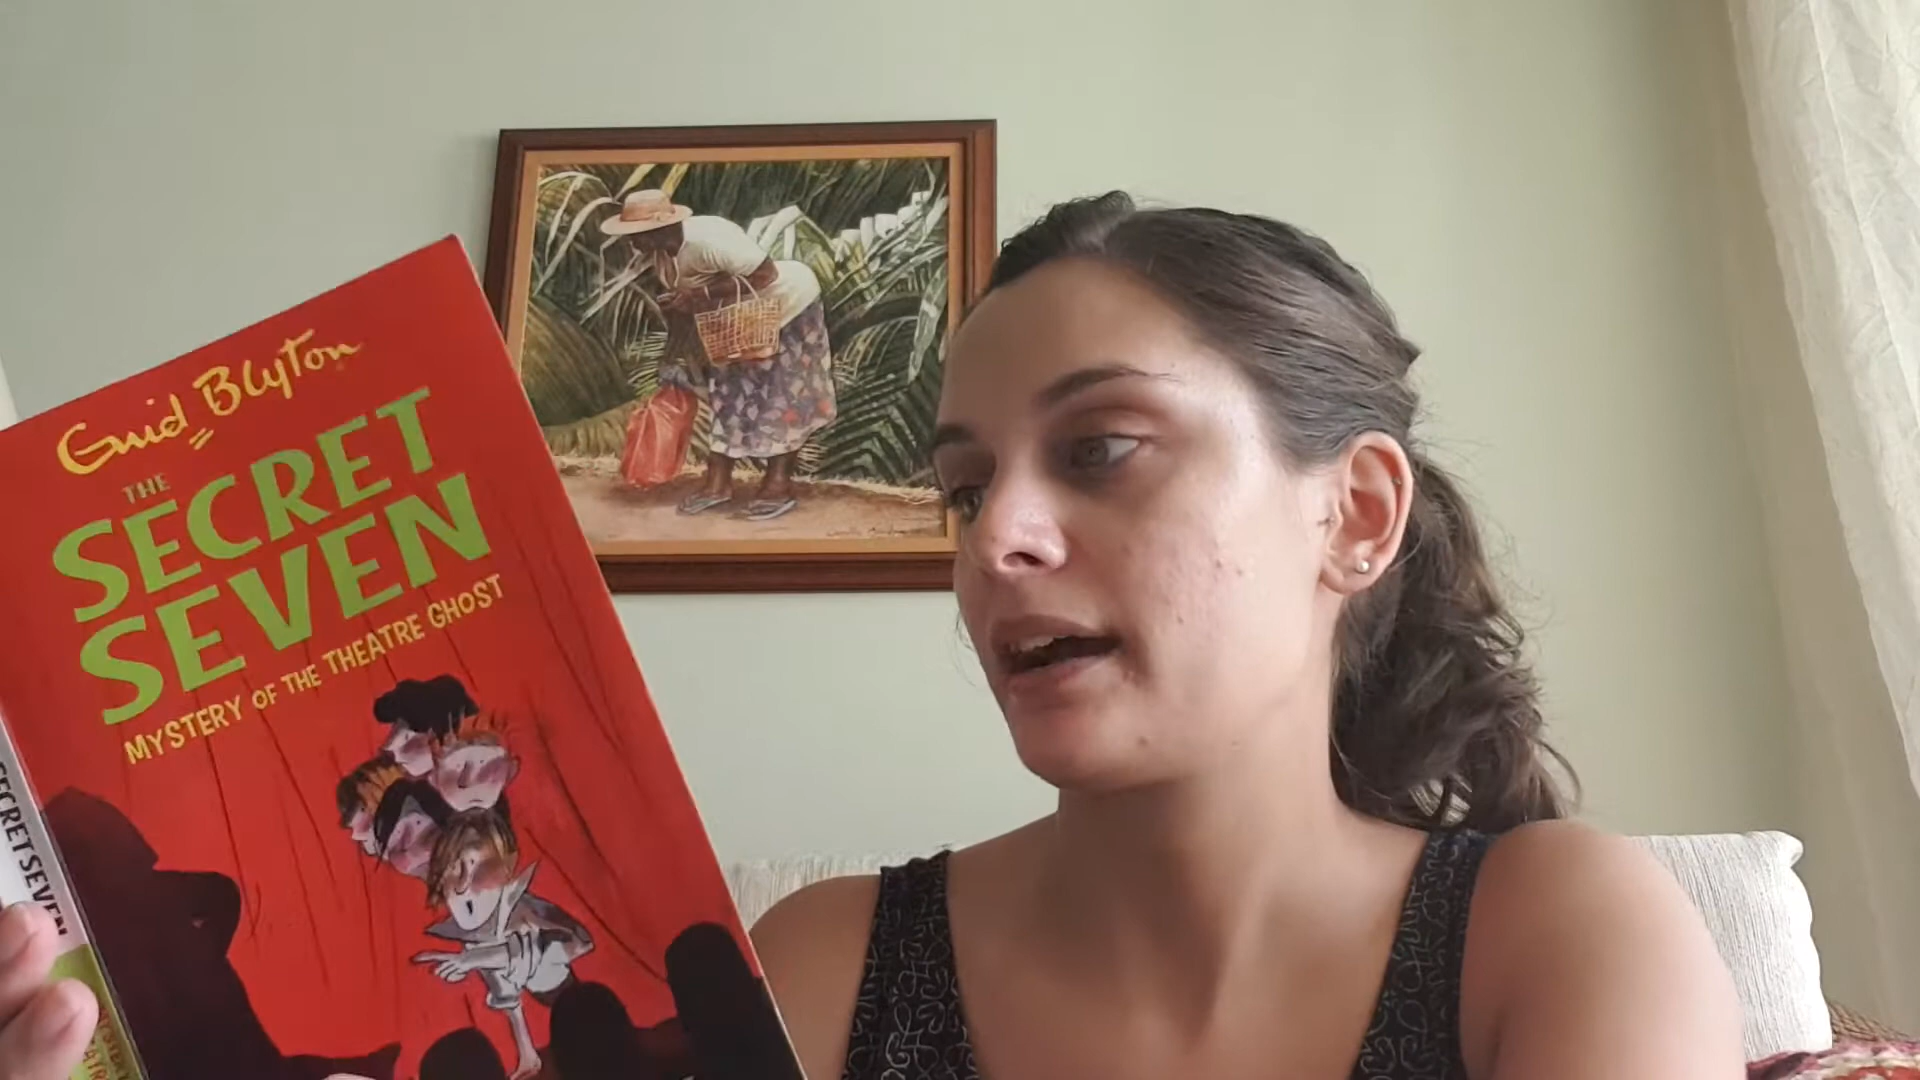 Enid Blyton
THE
SECRET
SEVEN
MYSTERY OF THE THEATRE GHOST
SECRET SEVEN